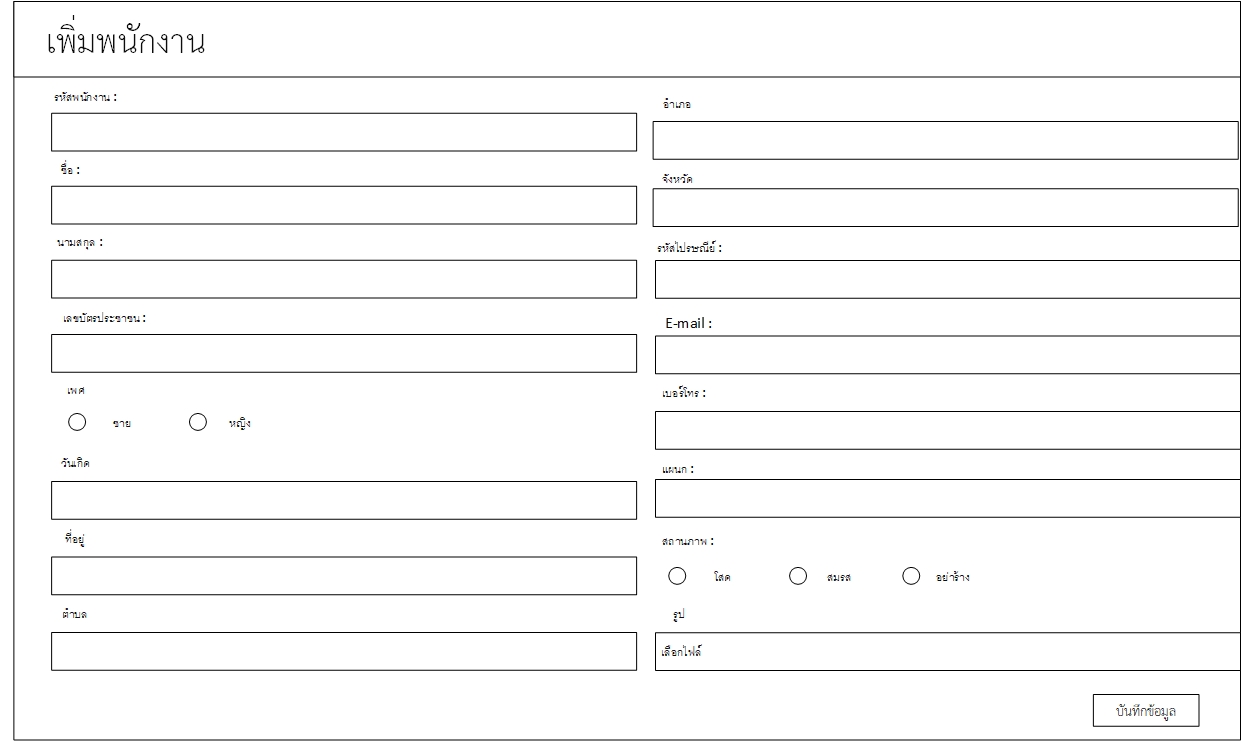 เพิ่มพนักงาน
รหัสพนักงาน :
ชื่อ :
นามสกุล :
เลขบัตรประชาชน :
เพศ
ชาย หญิง
วันเกิด
ที่อยู่
ตำบล
อำเภอ
จังหวัด
รหัสไปรษณีย์ :
E-mail :
เบอร์โทร :
แผนก :
สถานภาพ :
โสด สมรส อย่าร้าง
รูป
เลือกไฟล์
บันทึกข้อมูล